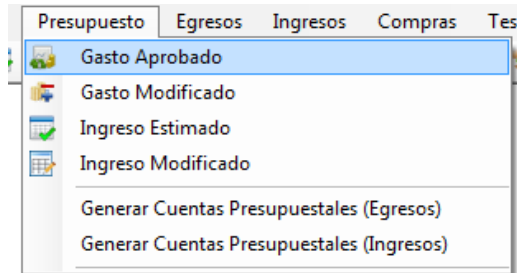 Presupuesto Egresos Ingresos Compras Tes
Gasto Aprobado
Gasto Modificado
Ingreso Estimado
Ingreso Modificado
Generar Cuentas Presupuestales (Egresos)
Generar Cuentas Presupuestales (Ingresos)